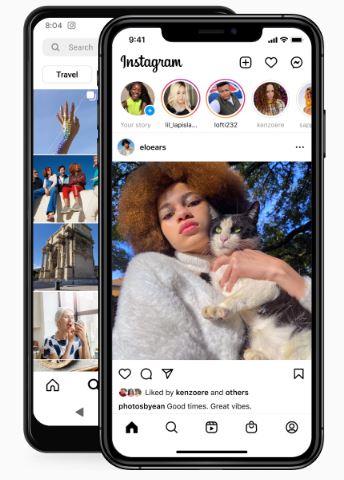 8:04
Search
Travel
9:41
Instagram
Your story
lil_lapisla...
lofti232
kenzoere
eloears
Liked by kenzoere and others
photosbyean Good times. Great vibes.